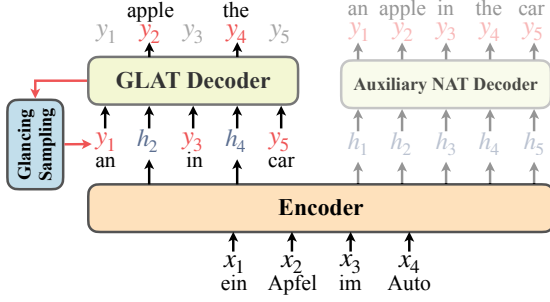 apple the
y1 y2 y3 y4 y5
GLAT Decoder
Glancing
Sampling
y1 h2 y3 h4 y5
an in car
an apple in the car
y1 y2 y3 y4 y5
Auxiliary NAT Decoder
h1 h2 h3 h4 h5
Encoder
x1 x2 x3 x4
ein Apfel im Auto